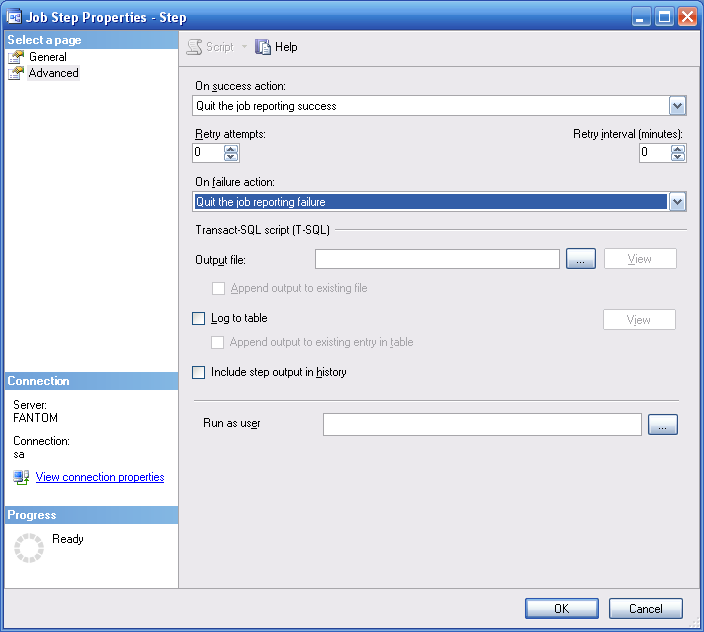 Job Step Properties - Step
Select a page
General
Advanced
Script
Help
On success action:
Quit the job reporting success
Retry attempts:
Retry interval (minutes):
0
0
On failure action:
Quit the job reporting failure
Transact-SQL script (T-SQL)
Output file:
...
View
Append output to existing file
Log to table
View
Append output to existing entry in table
Include step output in history
Run as user
...
Connection
Server:
FANTOM
Connection:
sa
View connection properties
Progress
Ready
OK
Cancel